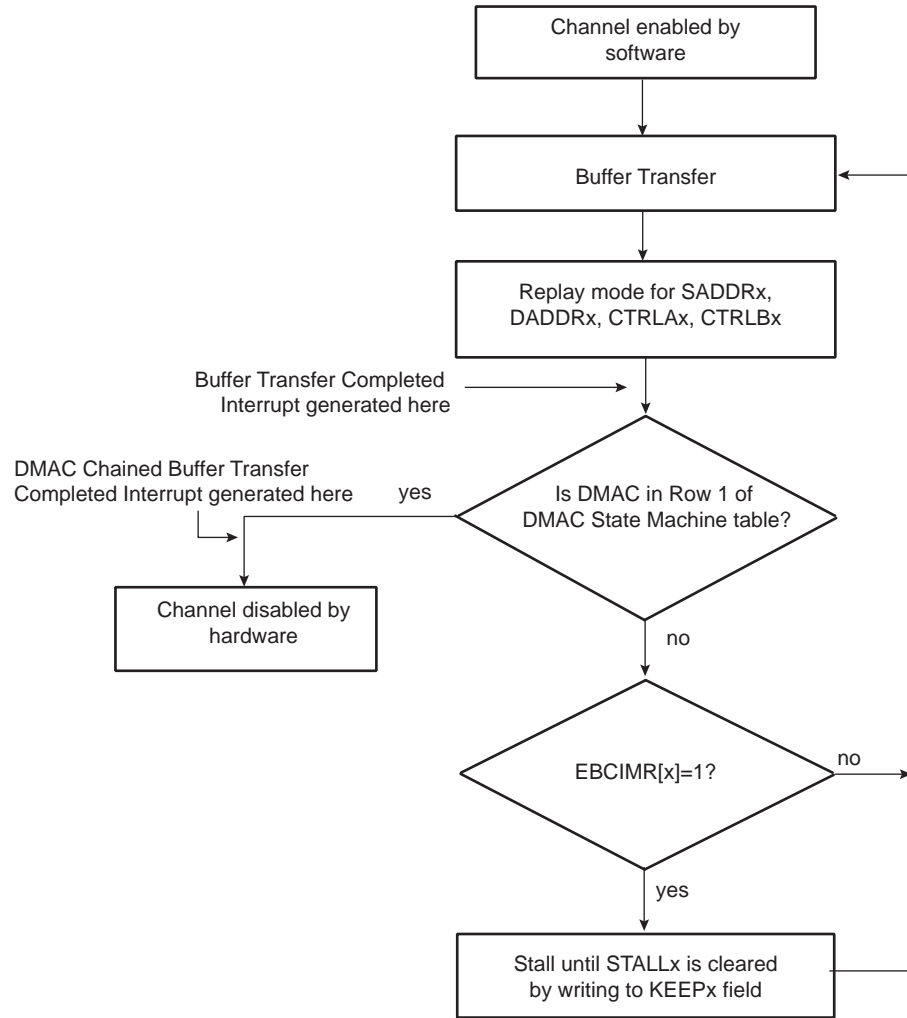 Channel enabled by
software
Buffer Transfer
Replay mode for SADDRx,
DADDRx, CTRLAx, CTRLBx
Buffer Transfer Completed
Interrupt generated here
DMAC Chained Buffer Transfer
Completed Interrupt generated here
yes
Is DMAC in Row 1 of
DMAC State Machine table?
Channel disabled by
hardware
no
EBCIMR[x]=1?
no
yes
Stall until STALLx is cleared
by writing to KEEPx field